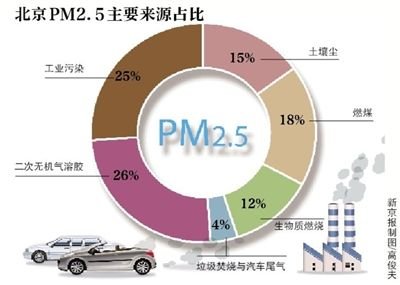 北京PM2.5主要来源占比
土壤尘
15%
燃煤
18%
生物质燃烧
12%
垃圾焚烧与汽车尾气
4%
二次无机气溶胶
26%
工业污染
25%
PM2.5
新京报制图/高俊夫